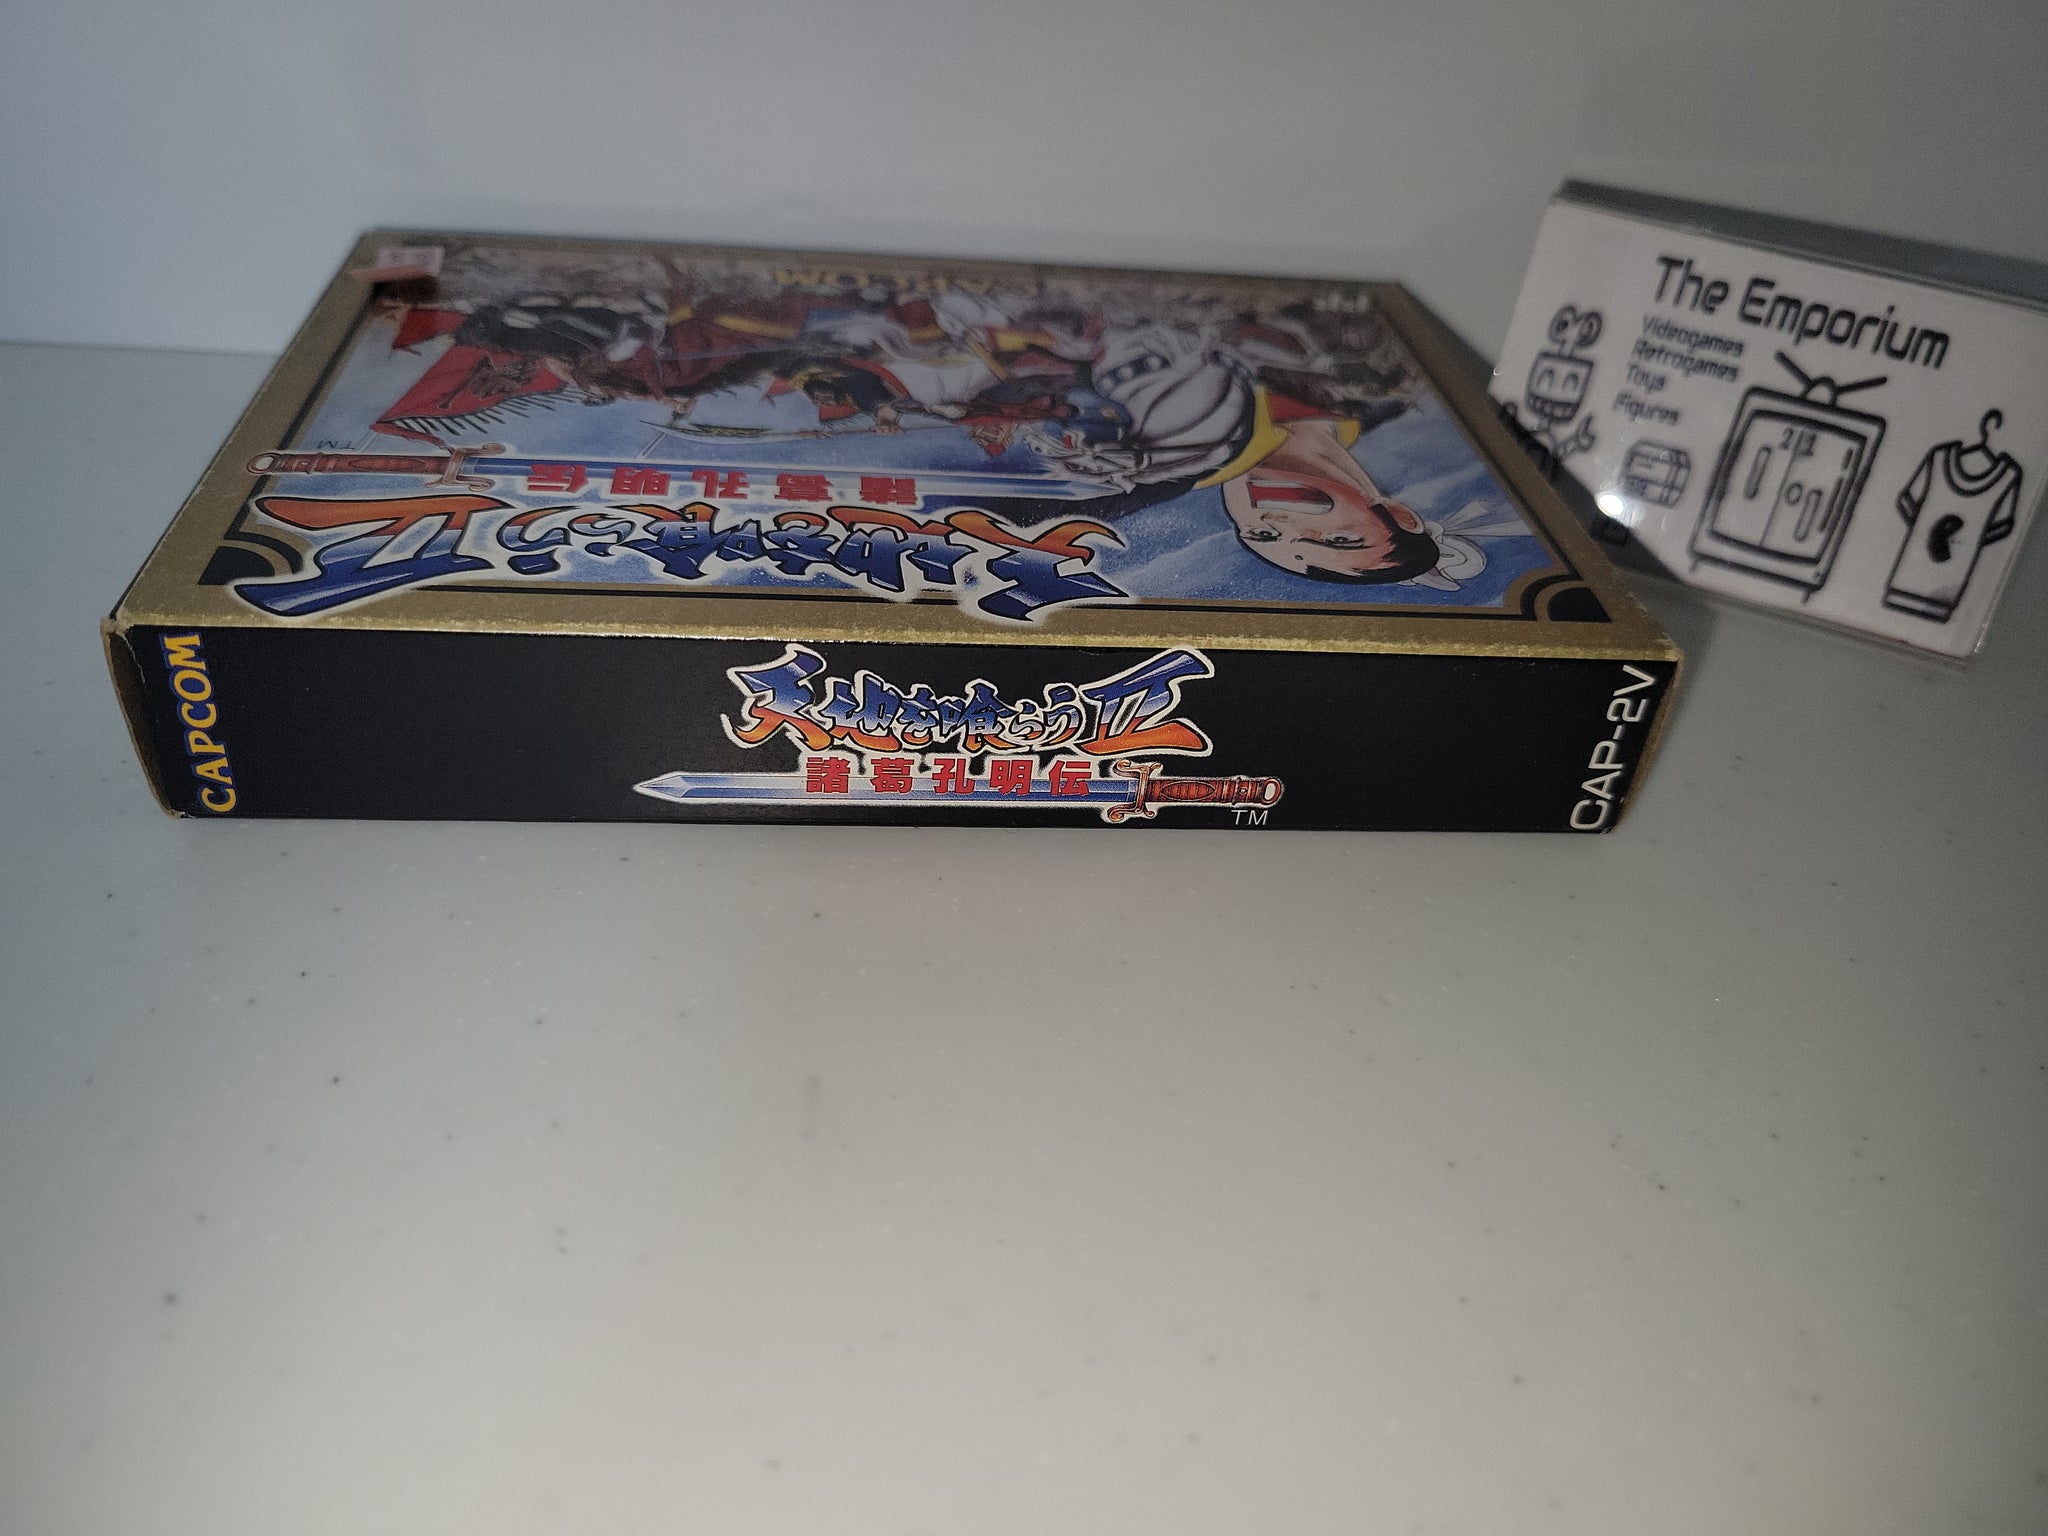 CAPCOM
諸葛孔明伝
天地を喰らうII
TM
CAPCOM
天地を喰らうII
諸葛孔明伝
TM
CAP-2V
The Emporium
Videogames
Retrogames
Toys
Figures